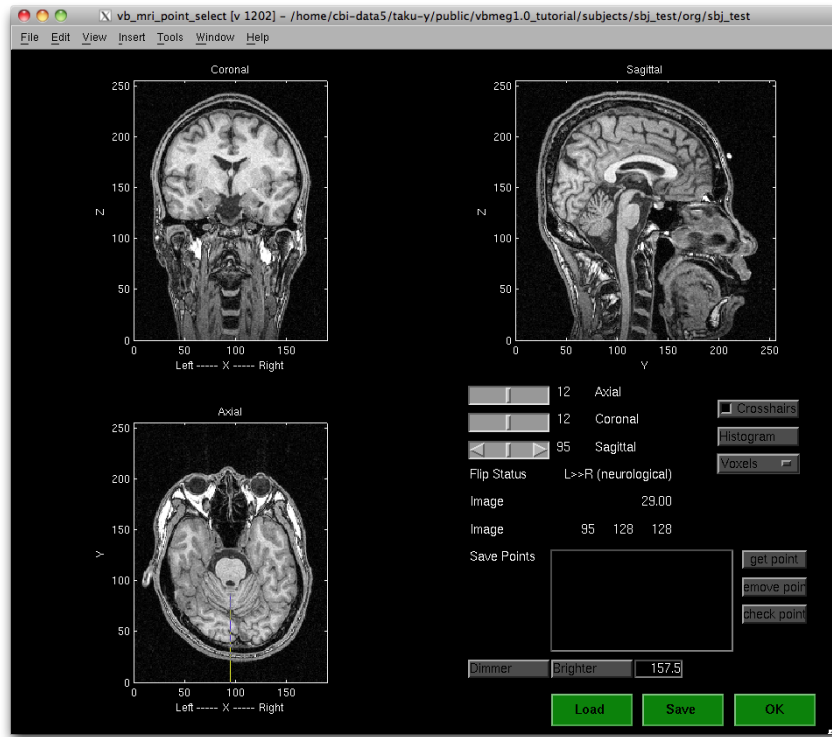 vb_mri_point_select [v 1202] - /home/cbi-data5/taku-y/public/vbmeg1.0_tutorial/subjects/sbj_test/org/sbj_test
File Edit View Insert Tools Window Help
Coronal
250
200
150
100
50
0
Z
0 50 100 150
Left ----- X ----- Right
Sagittal
250
200
150
100
50
0
Z
0 50 100 150 200 250
Y
Axial
250
200
150
100
50
0
Y
0 50 100 150
Left ----- X ----- Right
12 Axial
12 Coronal
95 Sagittal
Crosshairs
Histogram
Voxels
Flip Status L>>R (neurological)
Image 29.00
Image 95 128 128
Save Points
get point
emove poin
check point
Dimmer Brighter 157.5
Load Save OK